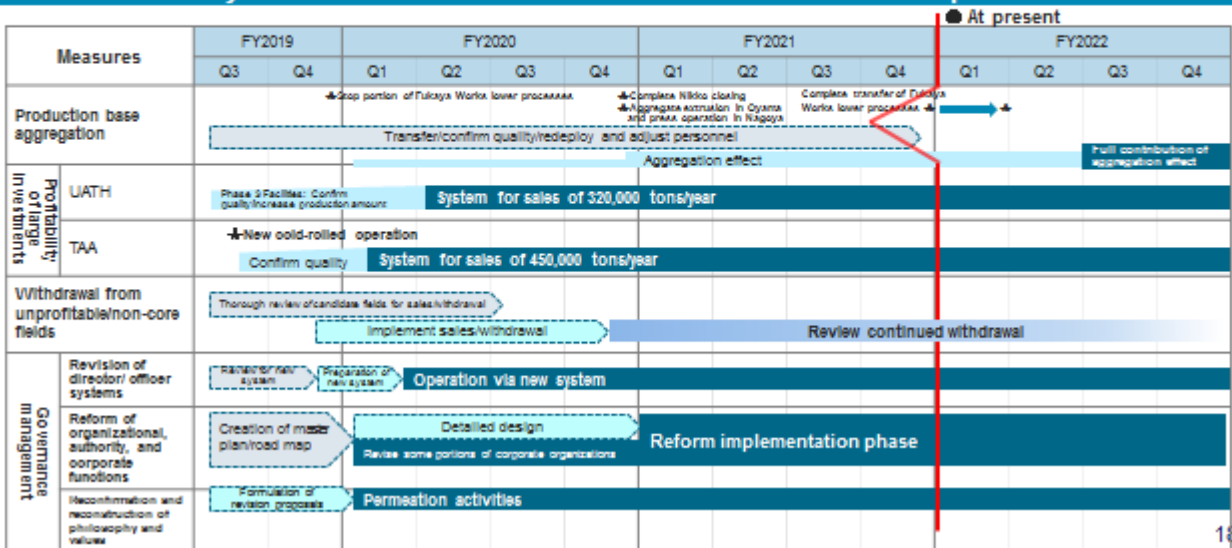 ● At present
Measures
FY2019
FY2020
FY2021
FY2022
Q3
Q4
Q1
Q2
Q3
Q4
Q1
Q2
Q3
Q4
Q1
Q2
Q3
Q4
Production base
aggregation
Stop portion of Fukaya Works lower processes
Complete Nikko closing
Aggregate extrusion in Oyama
and press operation in Nagoya
Complete transfer of Fukaya
Works lower processes
Transfer/confirm quality/redeploy and adjust personnel
Aggregation effect
Full contribution of
aggregation effect
Profitability
of large
investments
UATH
Phase 3 Facilities: Confirm
quality/increase production amount
System for sales of 320,000 tons/year
TAA
New cold-rolled operation
Confirm quality
System for sales of 450,000 tons/year
Withdrawal from
unprofitable/non-core
fields
Thorough review of candidate fields for sales/withdrawal
Implement sales/withdrawal
Review continued withdrawal
Governance
management
Revision of
director/ officer
systems
Review for new
system
Preparation of
new system
Operation via new system
Reform of
organizational,
authority, and
corporate
functions
Creation of master
plan/road map
Detailed design
Revise some portions of corporate organizations
Reform implementation phase
Reconfirmation and
reconstruction of
philosophy and
values
Formulation of
revision proposals
Permeation activities